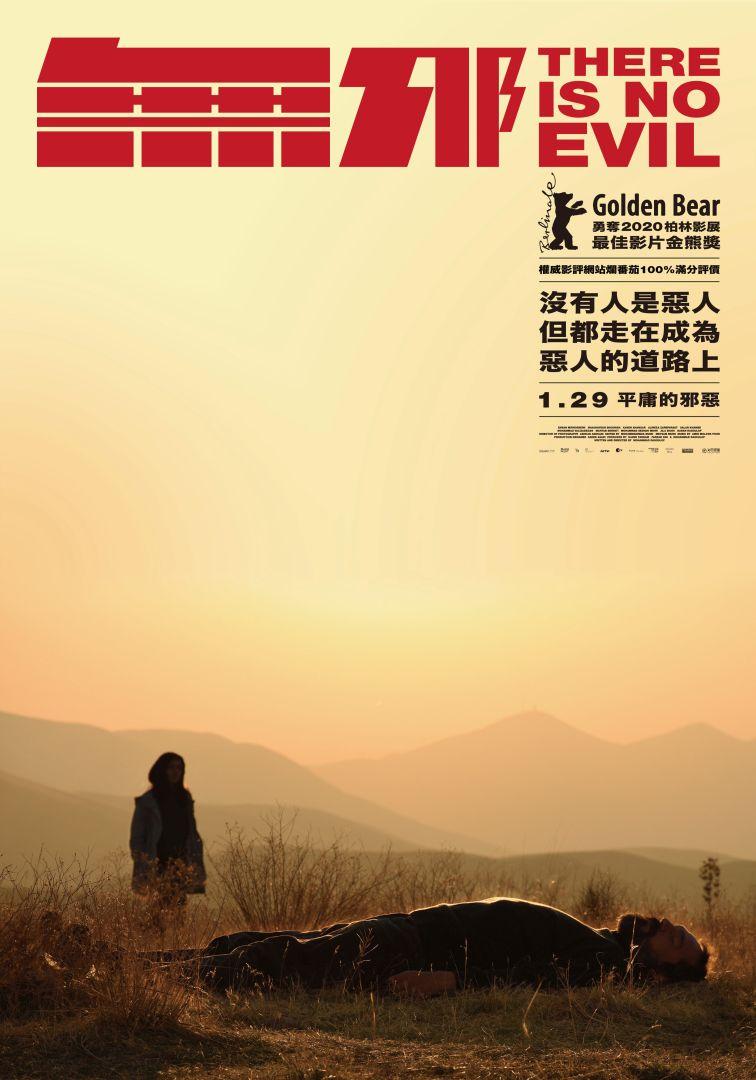 無邪
THERE
IS NO
EVIL
Berlinale
Golden Bear
勇奪2020柏林影展
最佳影片金熊獎
權威影評網站爛番茄100%滿分評價
沒有人是惡人
但都走在成為
惡人的道路上
1.29 平庸的邪惡